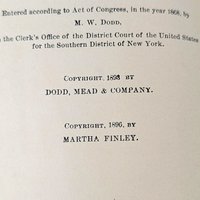 Entered according to Act of Congress, in the year 1868, by
M. W. DODD,
the Clerk's Office of the District Court of the United States
for the Southern District of New York.
COPYRIGHT, 1893 BY
DODD, MEAD & COMPANY.
COPYRIGHT, 1896, BY
MARTHA FINLEY.